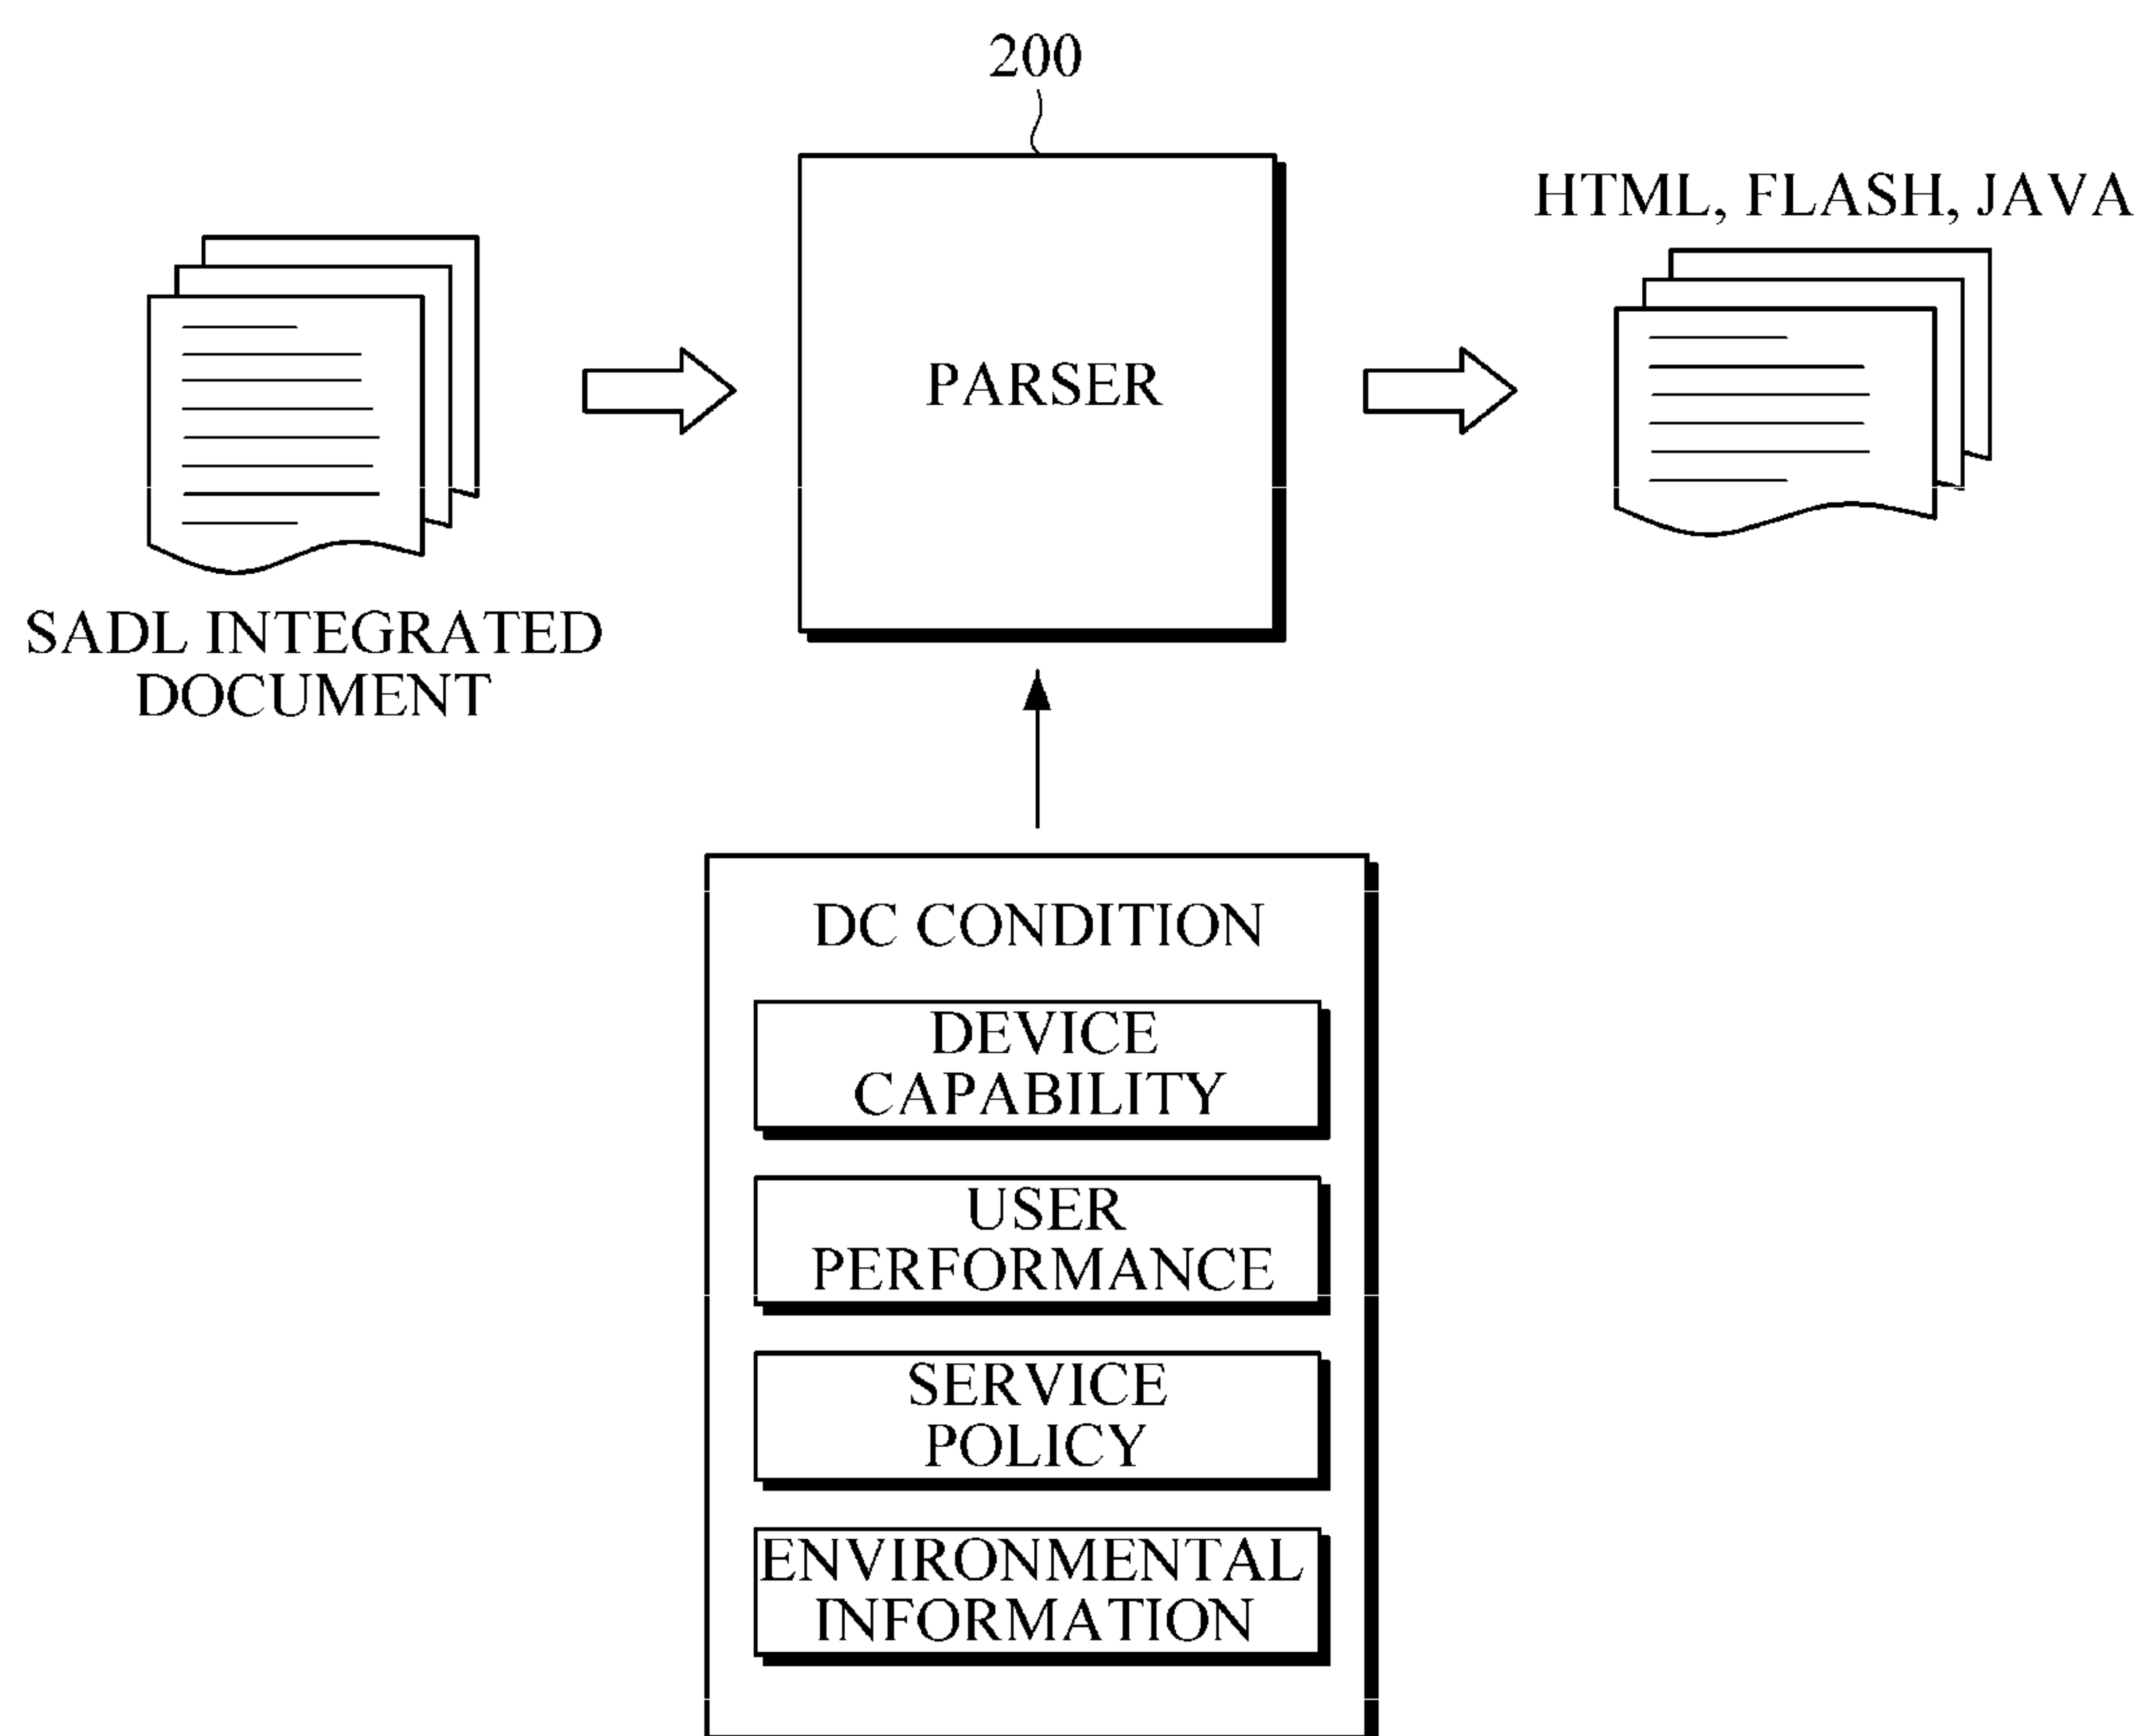 200
HTML, FLASH, JAVA
PARSER
SADL INTEGRATED
DOCUMENT
DC CONDITION
DEVICE
CAPABILITY
USER
PERFORMANCE
SERVICE
POLICY
ENVIRONMENTAL
INFORMATION